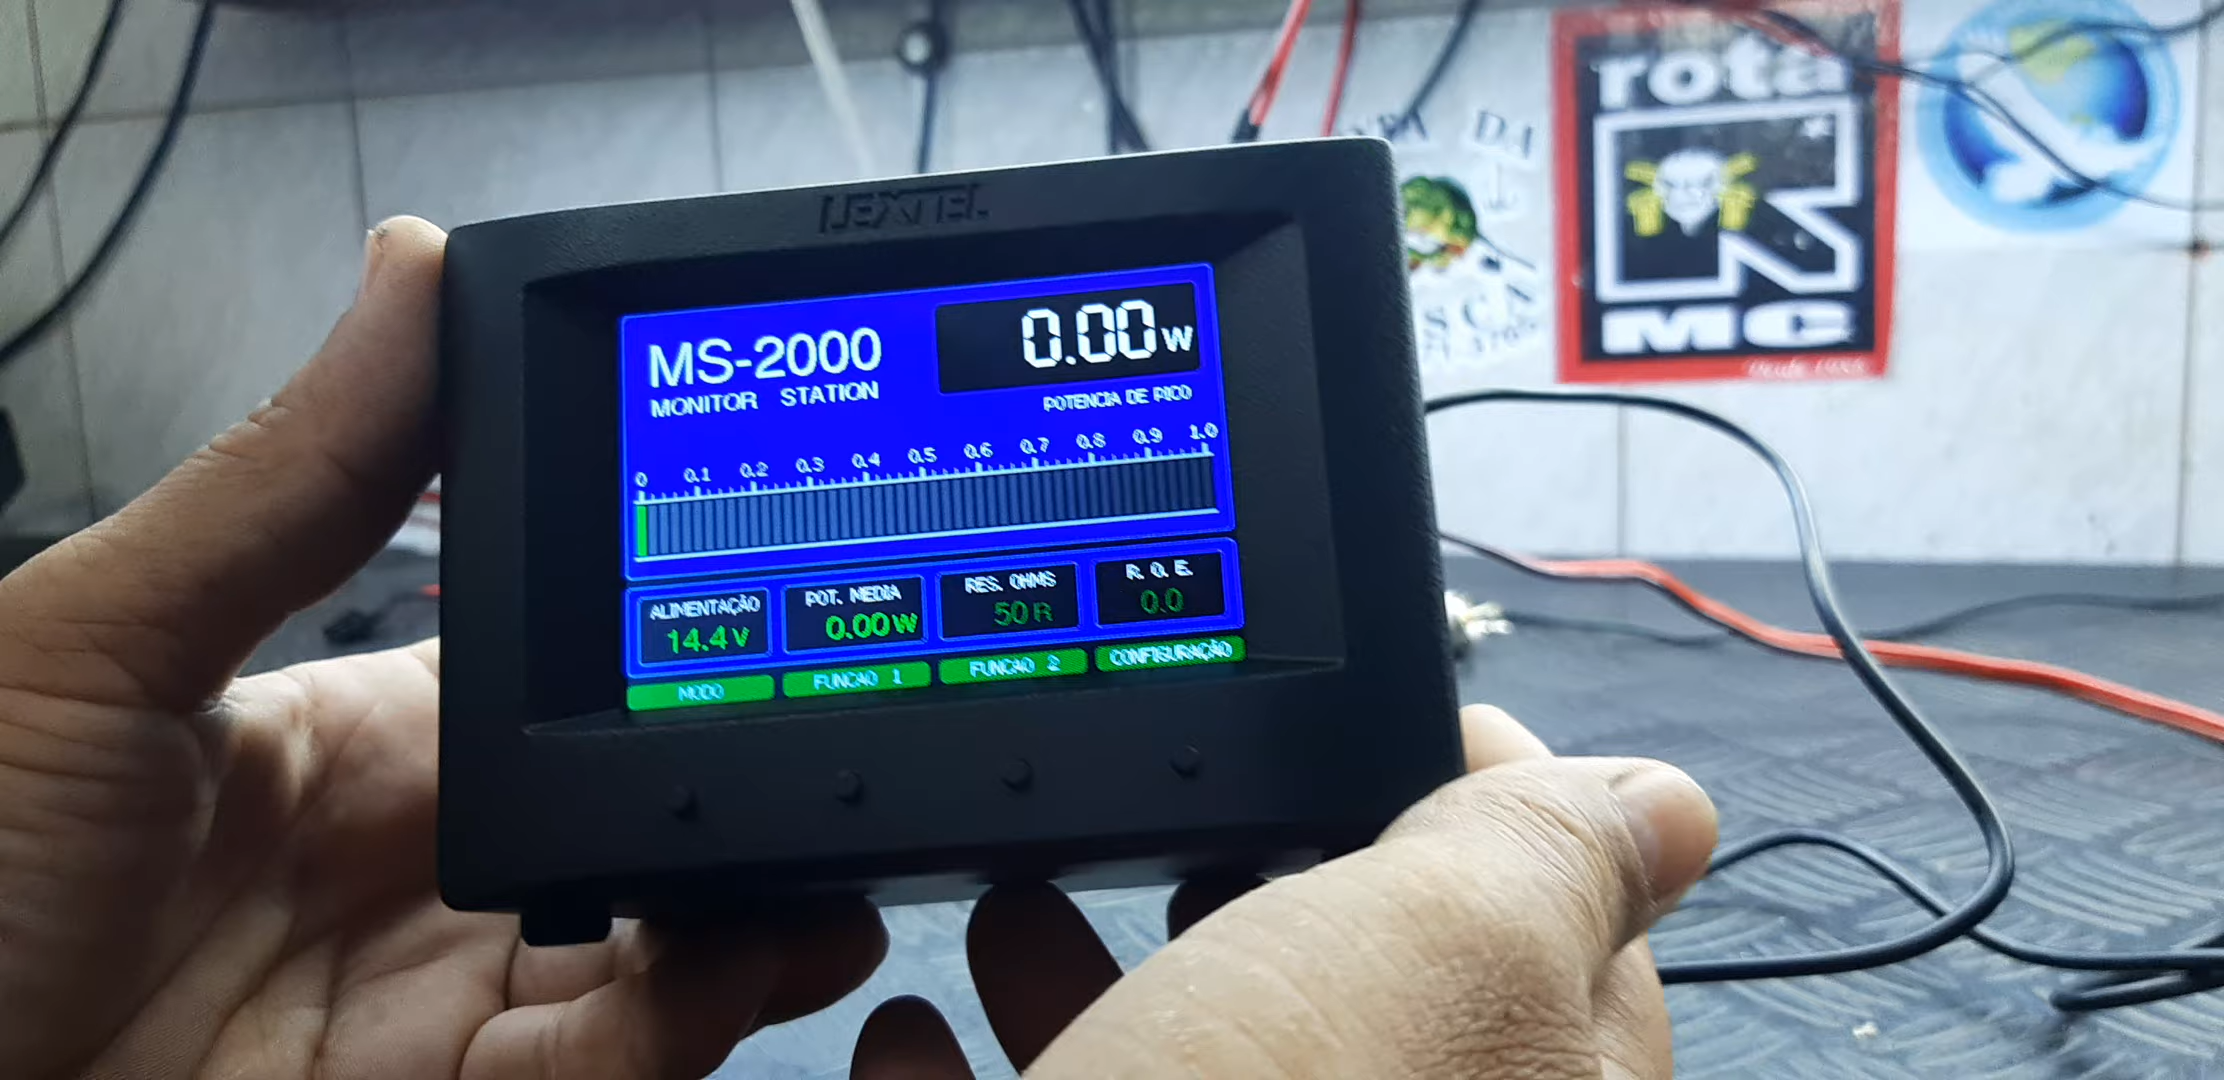 NEXTEL
MS-2000
MONITOR STATION
0.00W
POTENCIA DE PICO
0 0.1 0.2 0.3 0.4 0.5 0.6 0.7 0.8 0.9 1.0
ALIMENTAÇÃO
14.4V
POT. MEDIA
0.00W
RES. OHMS
50R
R. O. E.
0.0
MODO
FUNCAO 1
FUNCAO 2
CONFIGURAÇÃO
DA
rota
R
MC